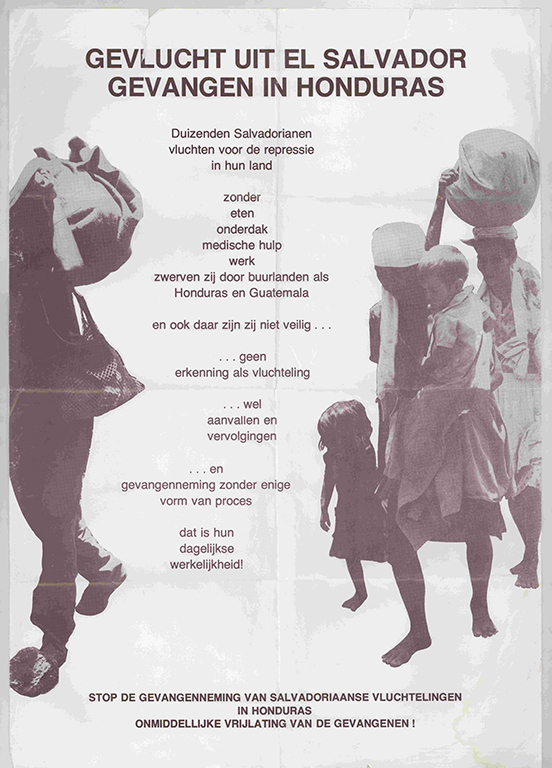 GEVLUCHT UIT EL SALVADOR
GEVANGEN IN HONDURAS
Duizenden Salvadorianen
vluchten voor de repressie
in hun land
zonder
eten
onderdak
medische hulp
werk
zwerven zij door buurlanden als
Honduras en Guatemala
en ook daar zijn zij niet veilig . . .
. . . geen
erkenning als vluchteling
. . . wel
aanvallen en
vervolgingen
. . . en
gevangenneming zonder enige
vorm van proces
dat is hun
dagelijkse
werkelijkheid!
STOP DE GEVANGENNEMING VAN SALVADORIAANSE VLUCHTELINGEN
IN HONDURAS
ONMIDDELLIJKE VRIJLATING VAN DE GEVANGENEN !